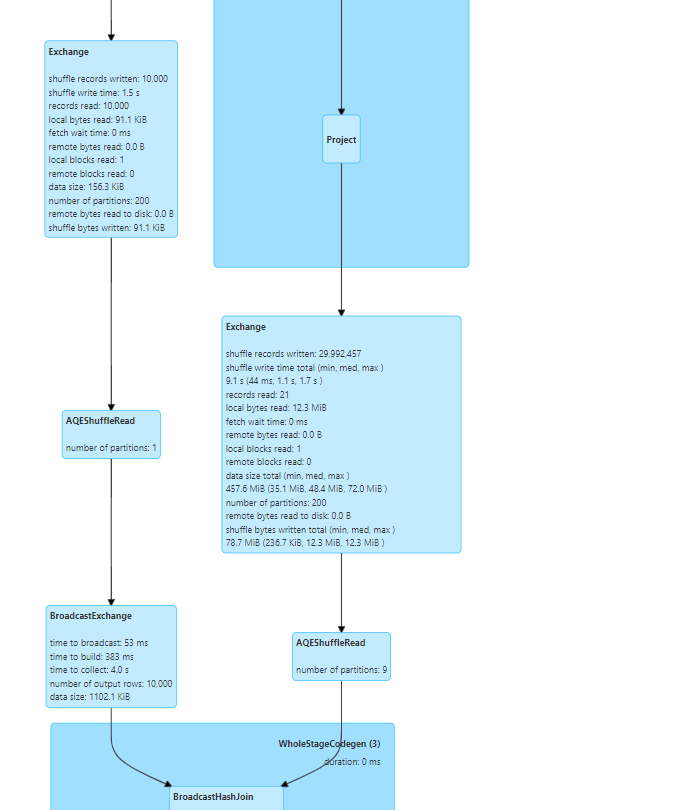 Exchange
shuffle records written: 10,000
shuffle write time: 1.5 s
records read: 10,000
local bytes read: 91.1 KiB
fetch wait time: 0 ms
remote bytes read: 0.0 B
local blocks read: 1
remote blocks read: 0
data size: 156.3 KiB
number of partitions: 200
remote bytes read to disk: 0.0 B
shuffle bytes written: 91.1 KiB
Project
Exchange
shuffle records written: 29,992,457
shuffle write time total (min, med, max )
9.1 s (44 ms, 1.1 s, 1.7 s )
records read: 21
local bytes read: 12.3 MiB
fetch wait time: 0 ms
remote bytes read: 0.0 B
local blocks read: 1
remote blocks read: 0
data size total (min, med, max )
457.6 MiB (35.1 MiB, 48.4 MiB, 72.0 MiB )
number of partitions: 200
remote bytes read to disk: 0.0 B
shuffle bytes written total (min, med, max )
78.7 MiB (236.7 KiB, 12.3 MiB, 12.3 MiB )
AQEShuffleRead
number of partitions: 1
BroadcastExchange
time to broadcast: 53 ms
time to build: 383 ms
time to collect: 4.0 s
number of output rows: 10,000
data size: 1102.1 KiB
AQEShuffleRead
number of partitions: 9
WholeStageCodegen (3)
duration: 0 ms
BroadcastHashJoin